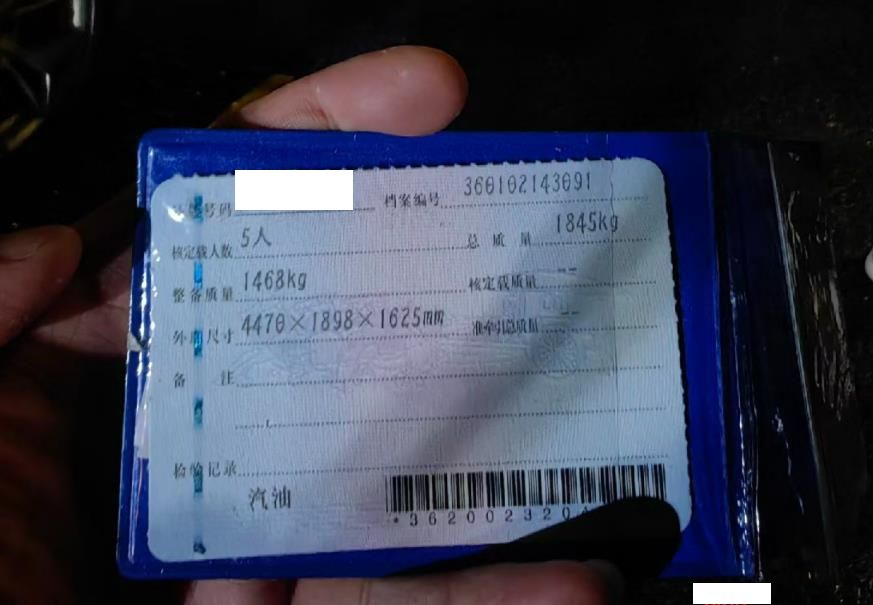 号码 档案编号 360102143091
核定载人数 5人 总质量 1845kg
整备质量 1468kg 核定载质量 --
外廓尺寸 4470×1898×1625mm 准牵引总质量 --
备注
检验记录
汽油
*3620023204